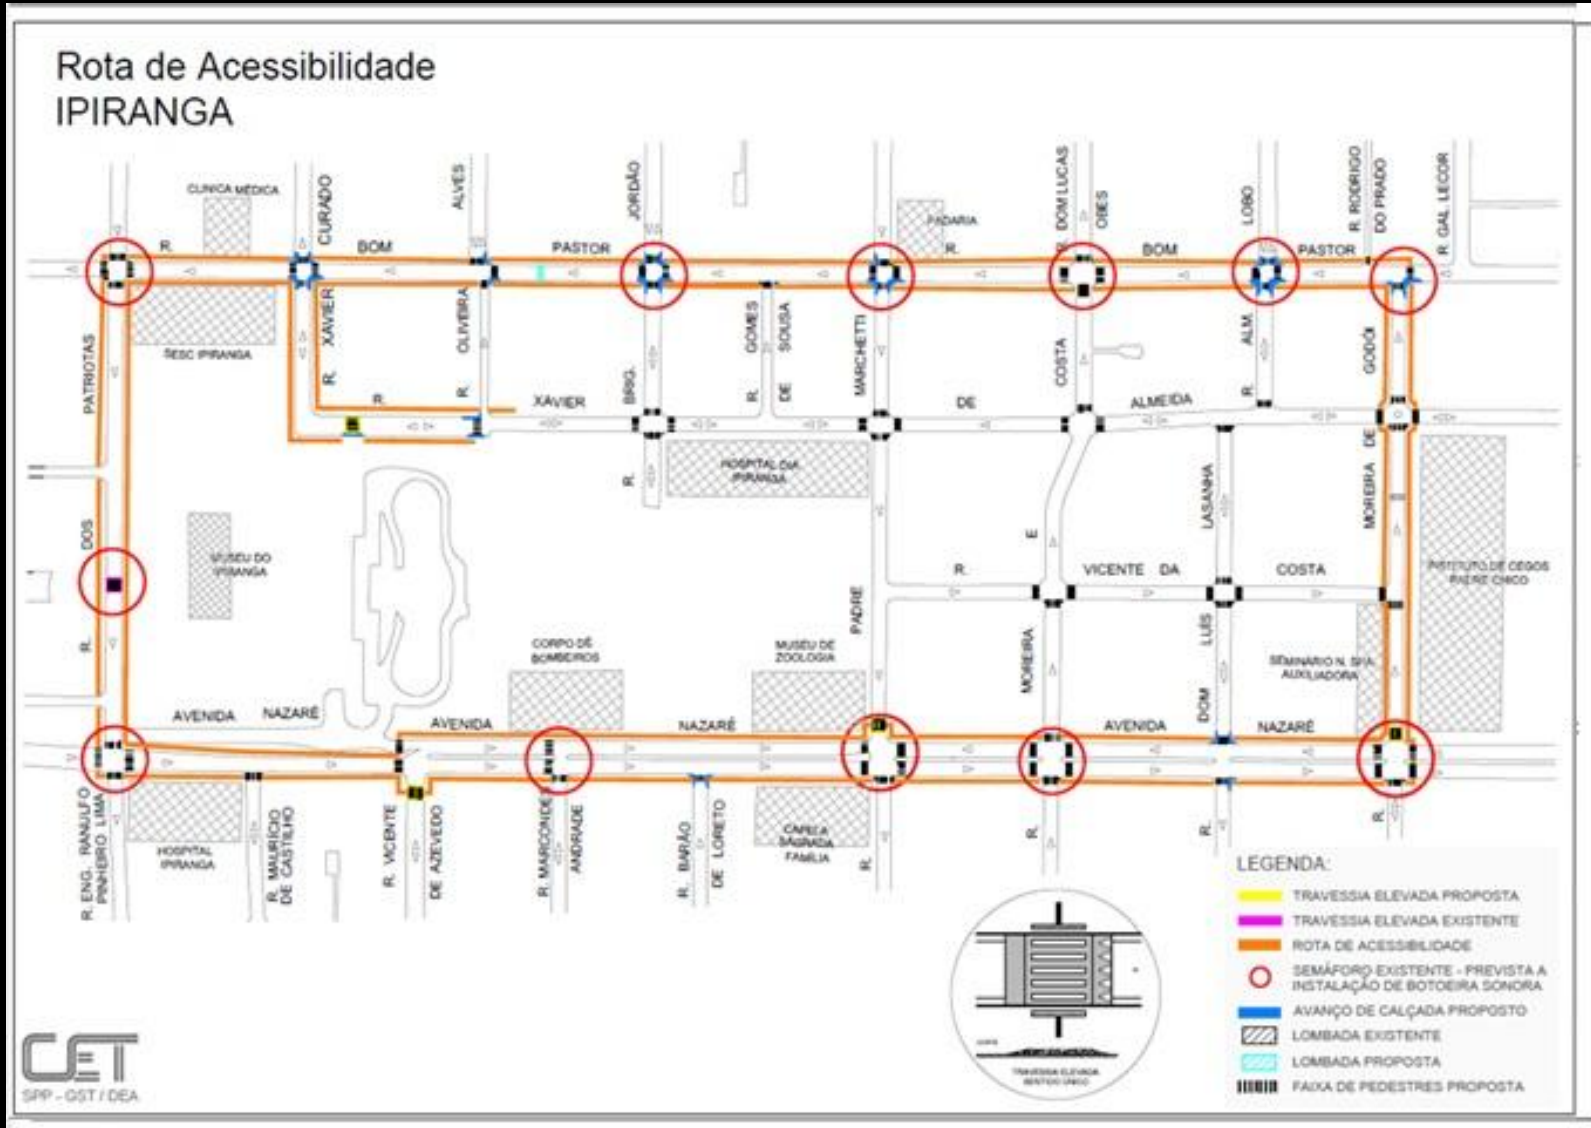 Rota de Acessibilidade
IPIRANGA
CLINICA MÉDICA
CURADO
ALVES
JORDÃO
PADARIA
R. DOM LUCAS
OBES
LOBO
R. RODRIGO
DO PRADO
R. GAL LECOR
R.
BOM
PASTOR
R.
BOM
PASTOR
SESC IPIRANGA
PATRIOTAS
R. XAVIER
OLIVEIRA
R.
BRIG.
R.
GOMES
R.
SOUSA
DE
MARCHETTI
COSTA
ALM.
R.
GODÓI
R.
XAVIER
DE
ALMEIDA
HOSPITAL DIA
IPIRANGA
DOS
MUSEU DO
IPIRANGA
E
LASANHA
MOREIRA DE
R.
VICENTE DA
COSTA
INSTITUTO DE CEGOS
PADRE CHICO
R.
PADRE
MOREIRA
DOM LUÍS
CORPO DE
BOMBEIROS
MUSEU DE
ZOOLOGIA
SEMINÁRIO N. SRA.
AUXILIADORA
AVENIDA NAZARÉ
AVENIDA
NAZARÉ
AVENIDA
NAZARÉ
R. ENG. RANULFO
PINHEIRO LIMA
HOSPITAL
IPIRANGA
R. MAURÍCIO
DE CASTILHO
R. VICENTE
DE AZEVEDO
R. MARCONDE
ANDRADE
R. BARÃO
DE LORETO
CAPELA
SAGRADA
FAMÍLIA
R.
R.
R.
R.
LEGENDA:
TRAVESSIA ELEVADA PROPOSTA
TRAVESSIA ELEVADA EXISTENTE
ROTA DE ACESSIBILIDADE
SEMÁFORO EXISTENTE - PREVISTA A
INSTALAÇÃO DE BOTOEIRA SONORA
AVANÇO DE CALÇADA PROPOSTO
LOMBADA EXISTENTE
LOMBADA PROPOSTA
FAIXA DE PEDESTRES PROPOSTA
TRAVESSIA ELEVADA
SENTIDO ÚNICO
CET
SPP - GST / DEA